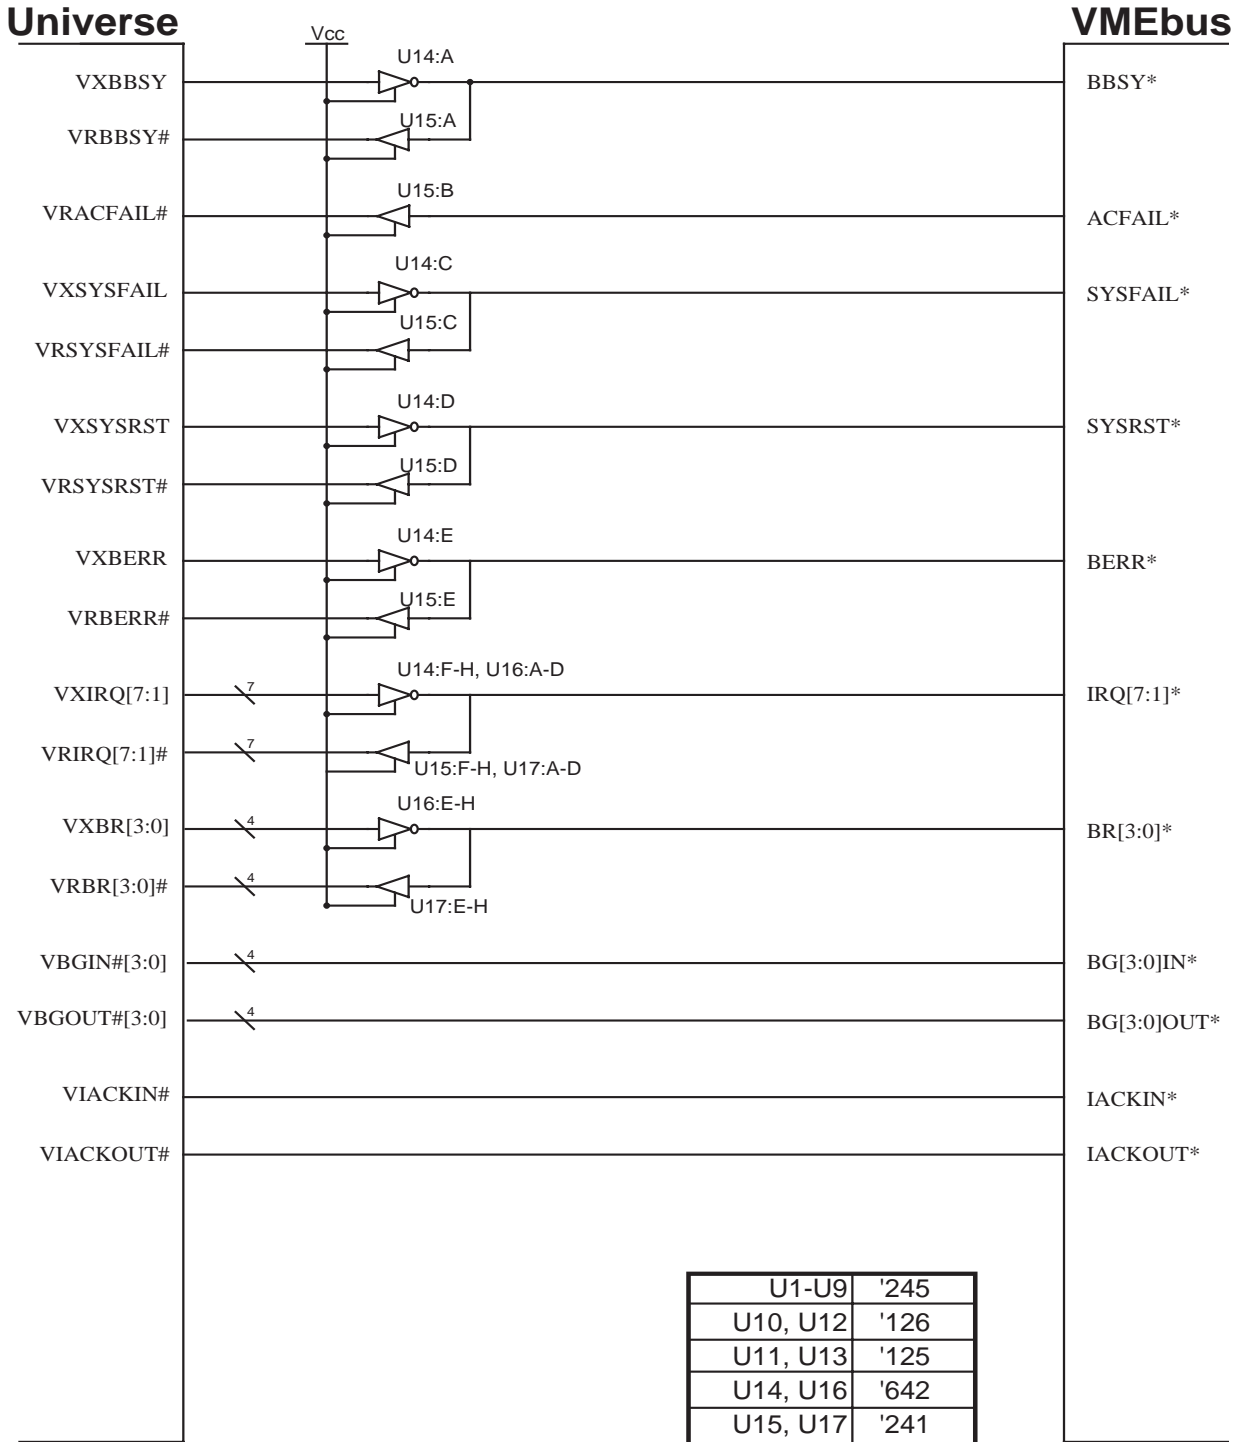 Universe VMEbus
Vcc
U14:A
VXBBSY BBSY*
U15:A
VRBBSY#
U15:B
VRACFAIL# ACFAIL*
U14:C
VXSYSFAIL SYSFAIL*
U15:C
VRSYSFAIL#
U14:D
VXSYSRST SYSRST*
U15:D
VRSYSRST#
U14:E
VXBERR BERR*
U15:E
VRBERR#
U14:F-H, U16:A-D
VXIRQ[7:1] 7 IRQ[7:1]*
VRIRQ[7:1]# 7
U15:F-H, U17:A-D
U16:E-H
VXBR[3:0] 4 BR[3:0]*
VRBR[3:0]# 4
U17:E-H
VBGIN#[3:0] 4 BG[3:0]IN*
VBGOUT#[3:0] 4 BG[3:0]OUT*
VIACKIN# IACKIN*
VIACKOUT# IACKOUT*
U1-U9 '245
U10, U12 '126
U11, U13 '125
U14, U16 '642
U15, U17 '241